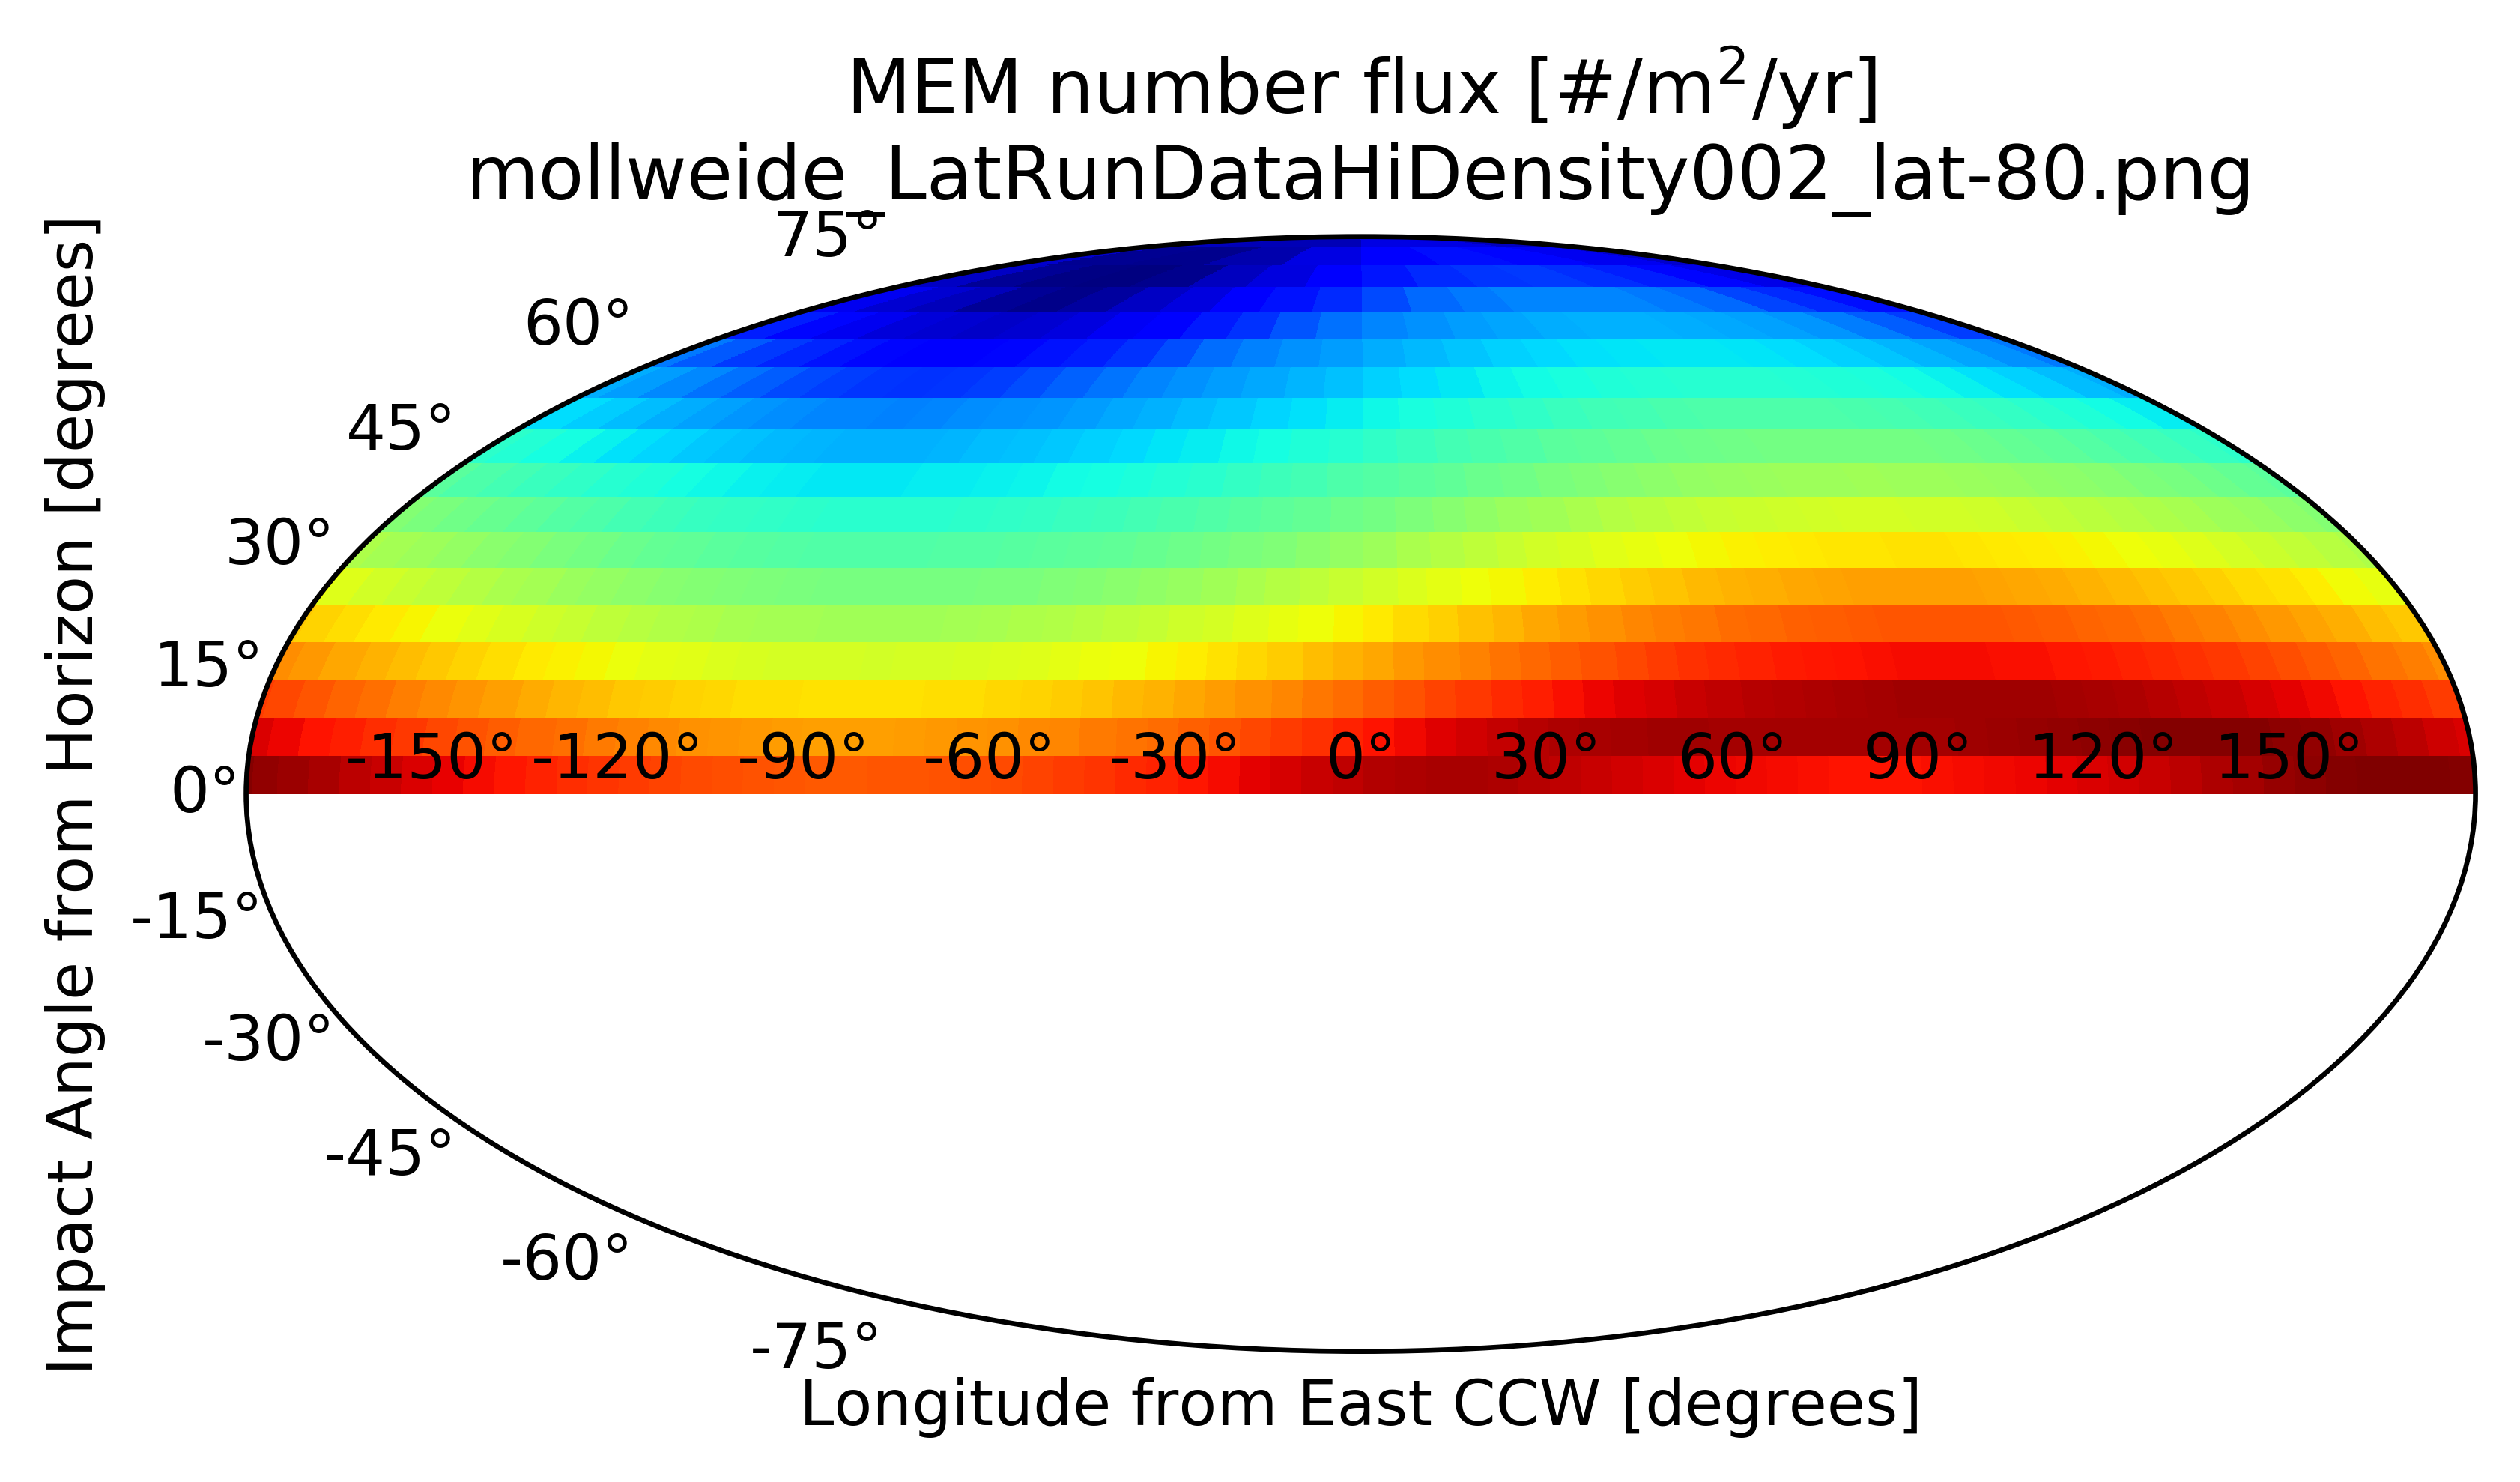 MEM number flux [#/m²/yr]
mollweide_LatRunDataHiDensity002_lat-80.png
Impact Angle from Horizon [degrees]
75°
60°
45°
30°
15°
0°
-150° -120° -90° -60° -30° 0° 30° 60° 90° 120° 150°
-15°
-30°
-45°
-60°
-75°
Longitude from East CCW [degrees]